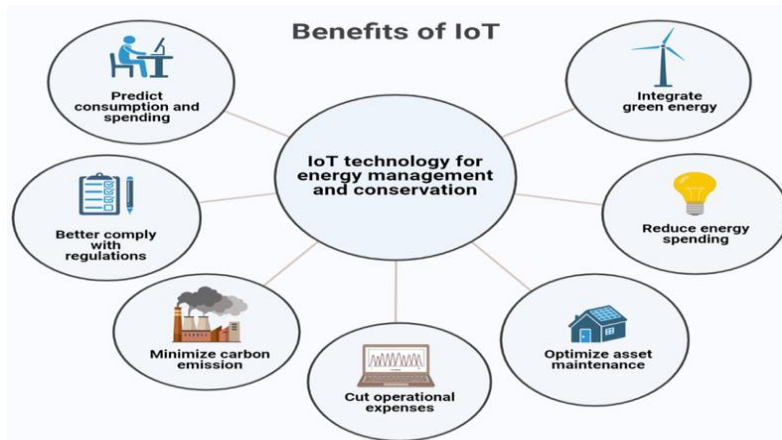 Benefits of IoT
Predict
consumption and
spending
Integrate
green energy
IoT technology for
energy management
and conservation
Better comply
with
regulations
Reduce energy
spending
Minimize carbon
emission
Cut operational
expenses
Optimize asset
maintenance